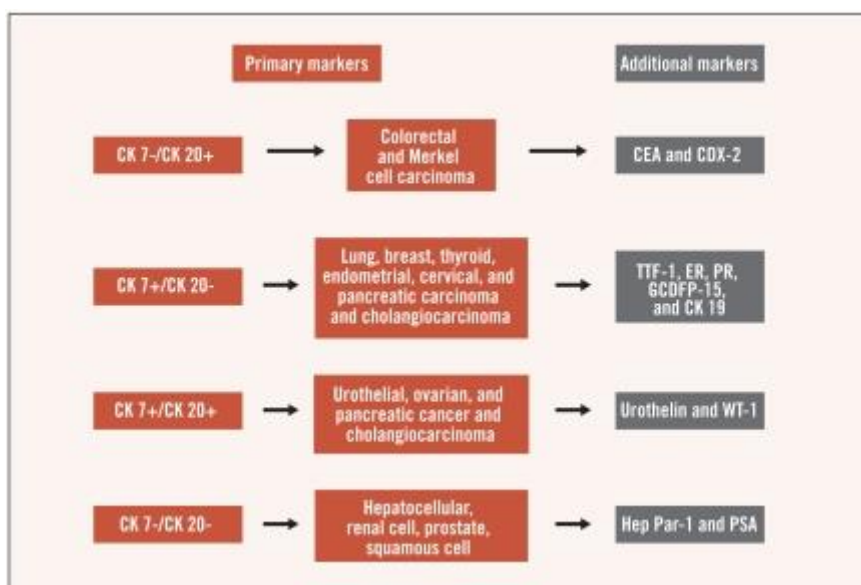 Primary markers
Additional markers
CK 7-/CK 20+
Colorectal
and Merkel
cell carcinoma
CEA and CDX-2
CK 7+/CK 20-
Lung, breast, thyroid,
endometrial, cervical, and
pancreatic carcinoma
and cholangiocarcinoma
TTF-1, ER, PR,
GCDFP-15,
and CK 19
CK 7+/CK 20+
Urothelial, ovarian, and
pancreatic cancer and
cholangiocarcinoma
Urothelin and WT-1
CK 7-/CK 20-
Hepatocellular,
renal cell, prostate,
squamous cell
Hep Par-1 and PSA